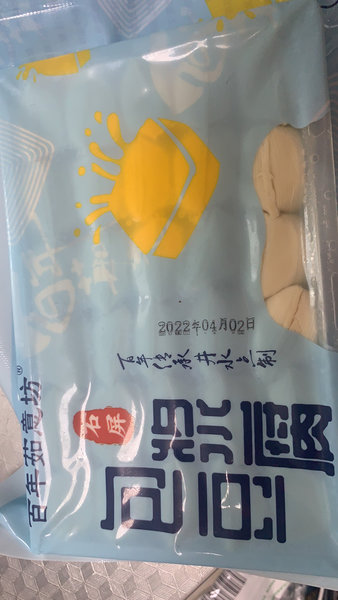 百年茹意坊®
石屏
包浆
豆腐
百年传承 井水点制
2022年04月02日